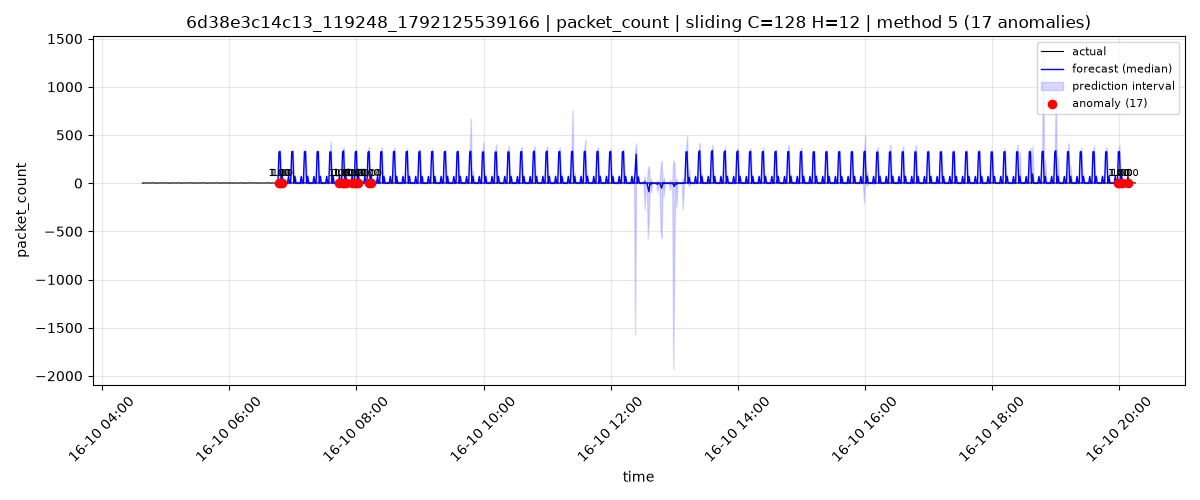 6d38e3c14c13_119248_1792125539166 | packet_count | sliding C=128 H=12 | method 5 (17 anomalies)
actual
forecast (median)
prediction interval
anomaly (17)
1500
1000
500
0
−500
−1000
−1500
−2000
packet_count
16-10 04:00
16-10 06:00
16-10 08:00
16-10 10:00
16-10 12:00
16-10 14:00
16-10 16:00
16-10 18:00
16-10 20:00
time